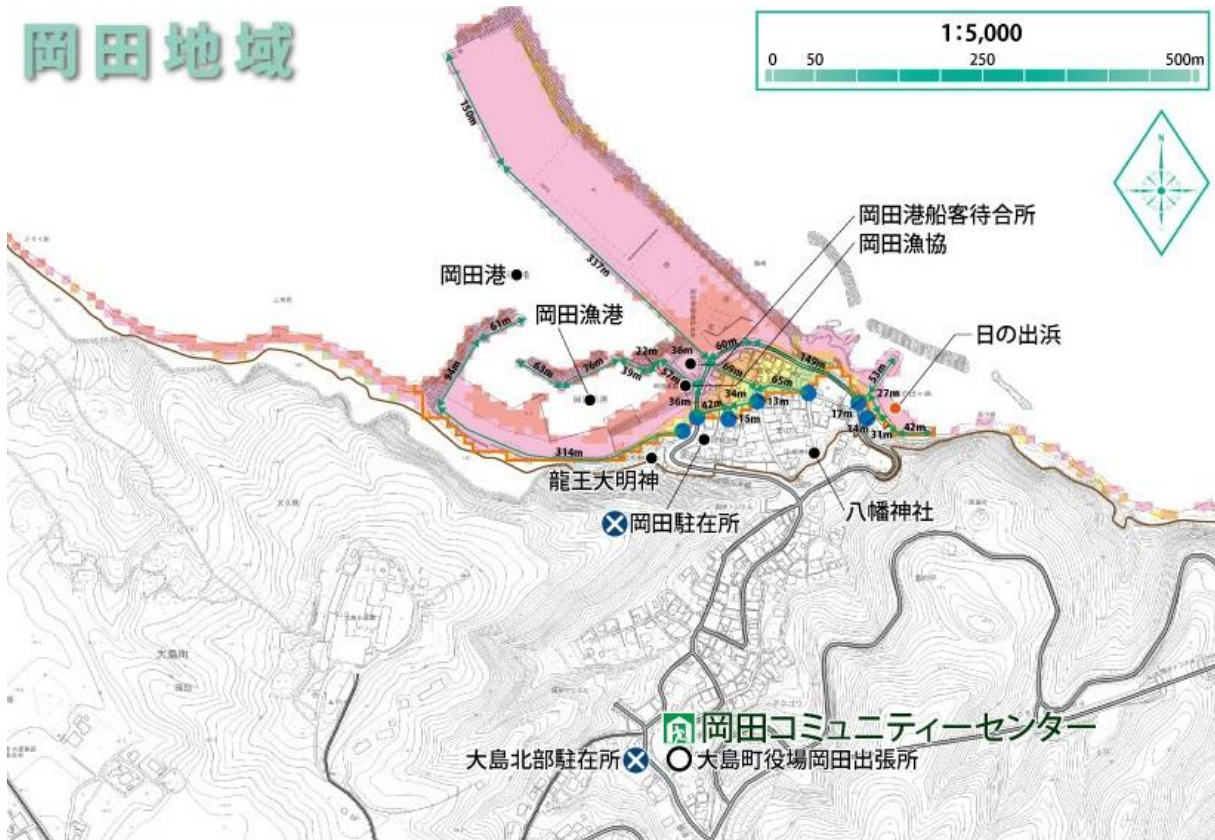 岡田地域
1:5,000
0 50 250 500m
N
150m
337m
岡田港船客待合所
岡田漁協
岡田港
岡田漁港
日の出浜
61m
94m
63m
76m
39m
22m
57m
36m
60m
69m
149m
53m
65m
34m
13m
27m
36m
42m
15m
17m
14m
31m
42m
314m
龍王大明神
岡田駐在所
八幡神社
大島町
岡田コミュニティーセンター
大島北部駐在所
大島町役場岡田出張所